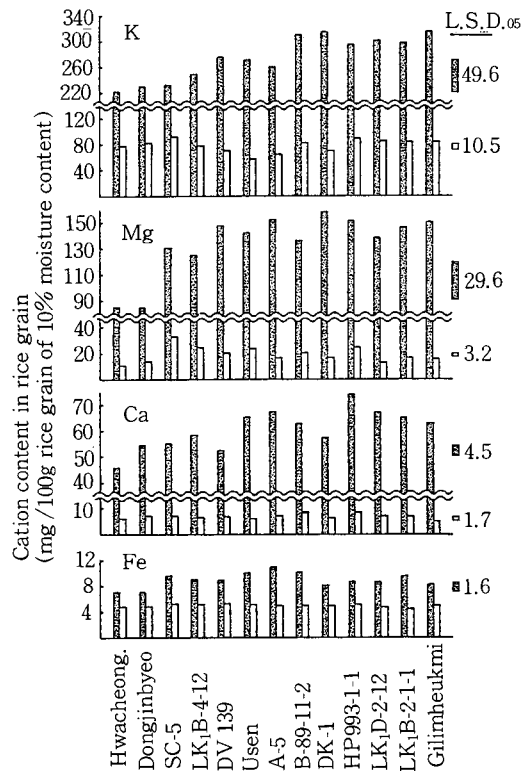 L.S.D.05
K
340
300
260
220
120
80
40
49.6
10.5
Mg
150
130
110
90
40
20
29.6
3.2
Ca
70
60
50
40
10
4.5
1.7
Fe
12
8
4
1.6
Cation content in rice grain
(mg/100g rice grain of 10% moisture content)
Hwacheong.
Dongjinbyeo
SC-5
LK1B-4-12
DV 139
Usen
A-5
B-89-11-2
DK-1
HP993-1-1
LK1D-2-12
LK1B-2-1-1
Gilimheukmi